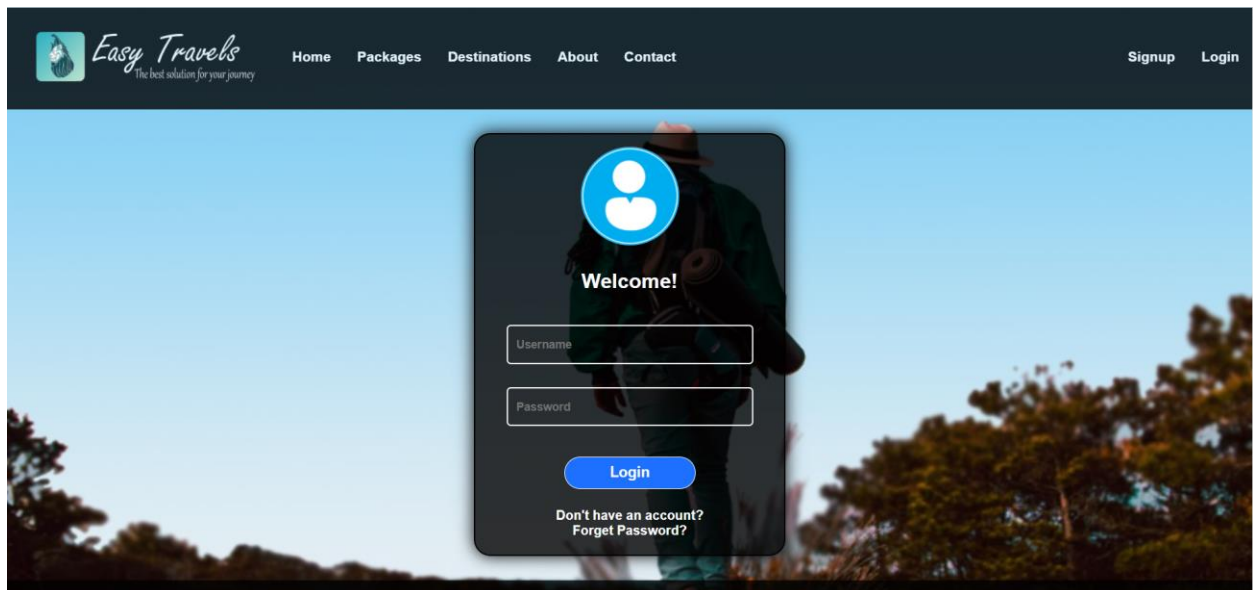 Easy Travels
The best solution for your journey
Home Packages Destinations About Contact
Signup Login
Welcome!
Username
Password
Login
Don't have an account?
Forget Password?